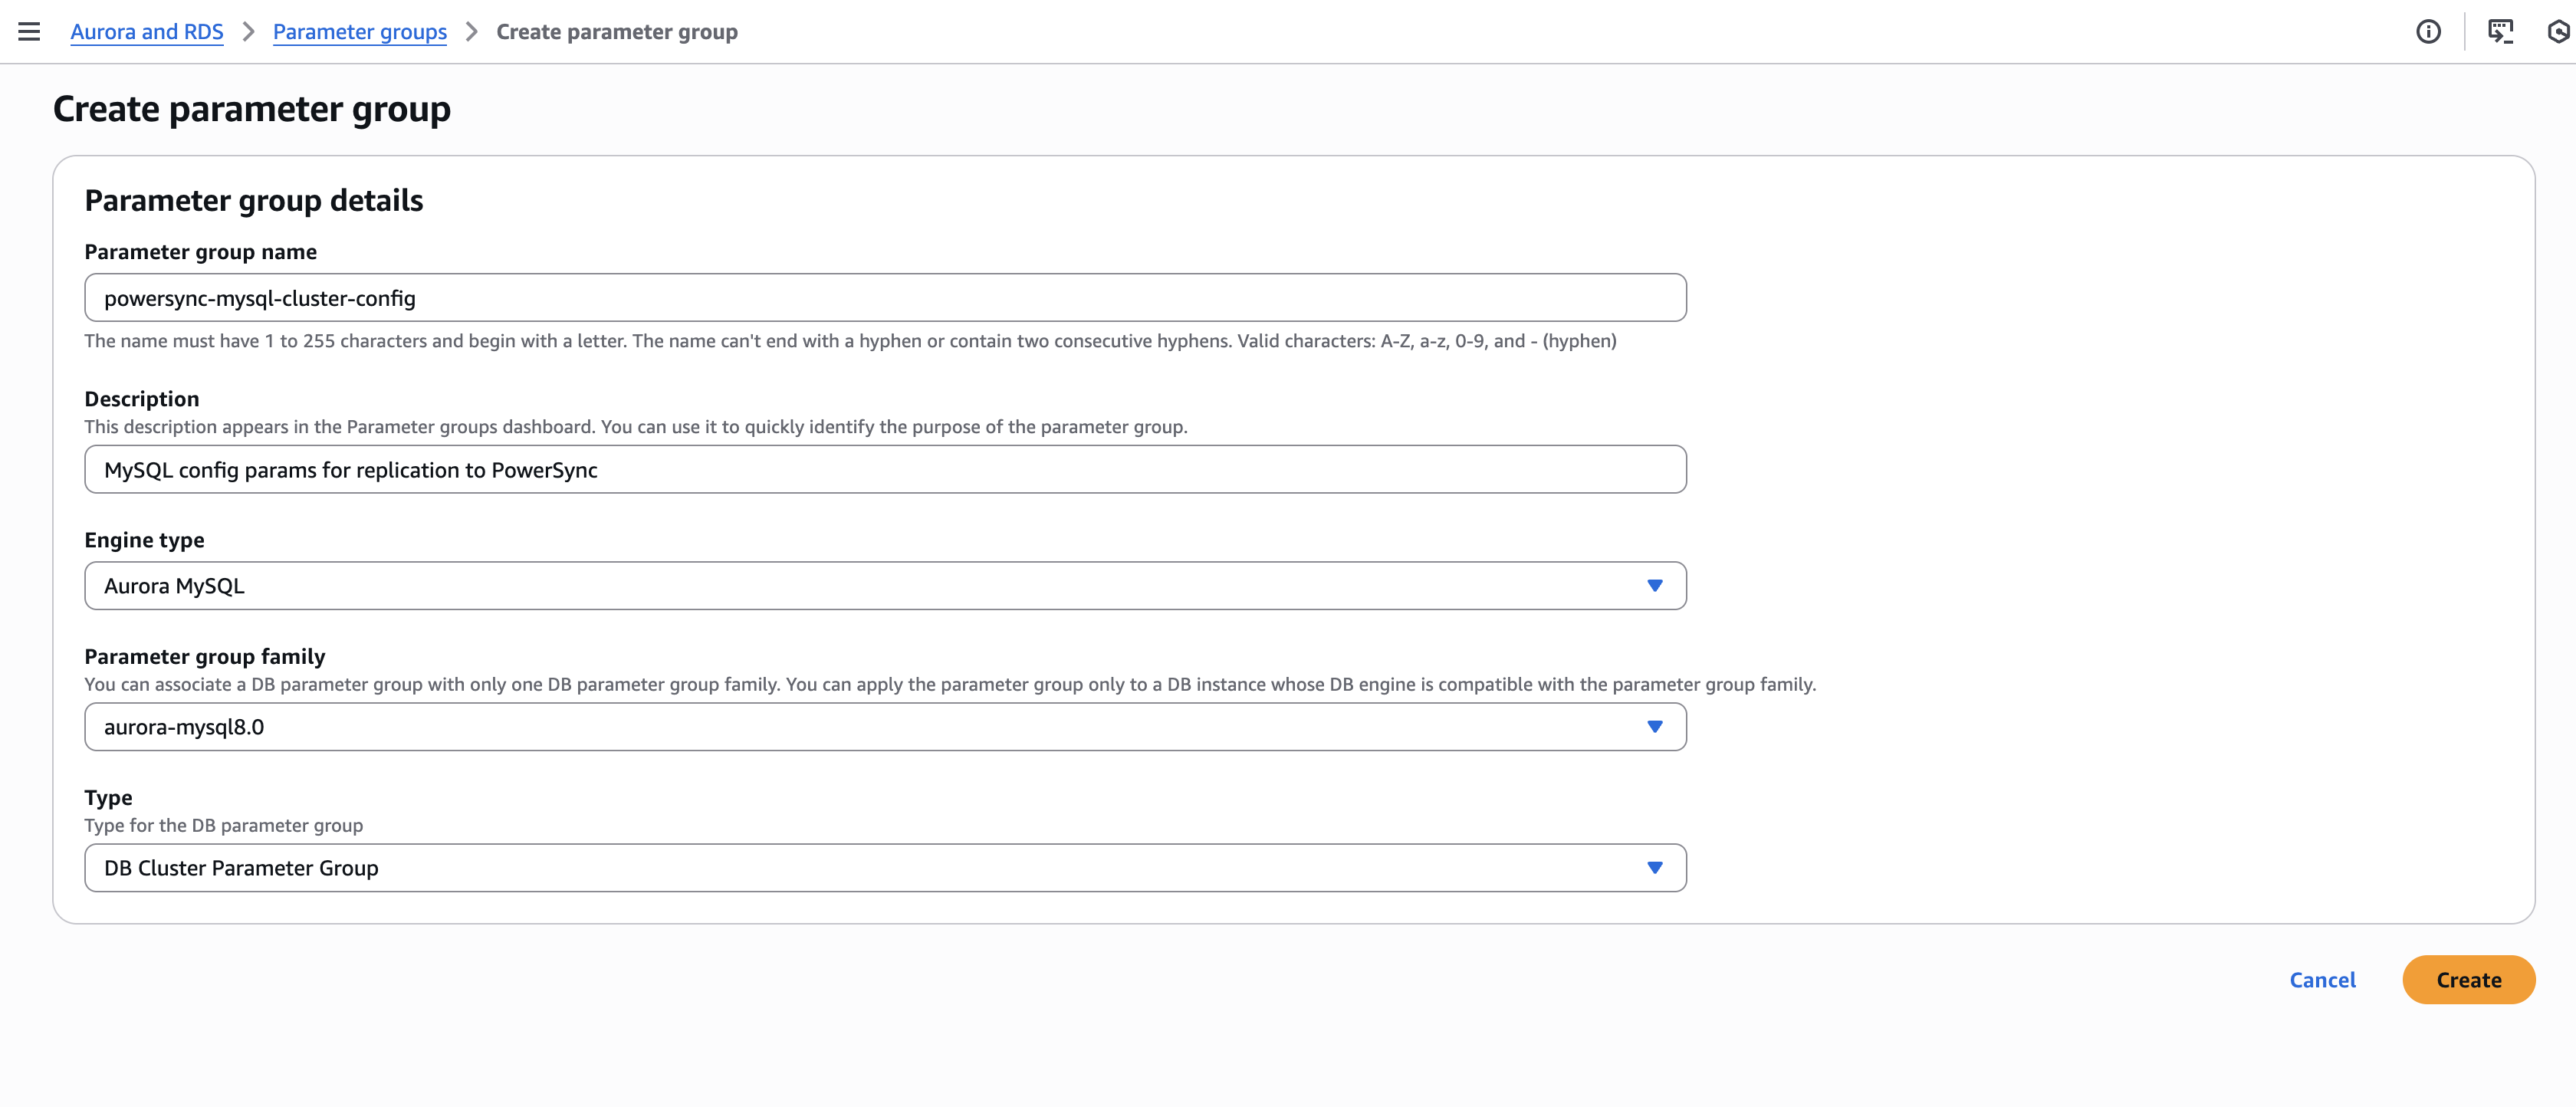 Aurora and RDS > Parameter groups > Create parameter group
Create parameter group
Parameter group details
Parameter group name
powersync-mysql-cluster-config
The name must have 1 to 255 characters and begin with a letter. The name can't end with a hyphen or contain two consecutive hyphens. Valid characters: A-Z, a-z, 0-9, and - (hyphen)
Description
This description appears in the Parameter groups dashboard. You can use it to quickly identify the purpose of the parameter group.
MySQL config params for replication to PowerSync
Engine type
Aurora MySQL
Parameter group family
You can associate a DB parameter group with only one DB parameter group family. You can apply the parameter group only to a DB instance whose DB engine is compatible with the parameter group family.
aurora-mysql8.0
Type
Type for the DB parameter group
DB Cluster Parameter Group
Cancel Create